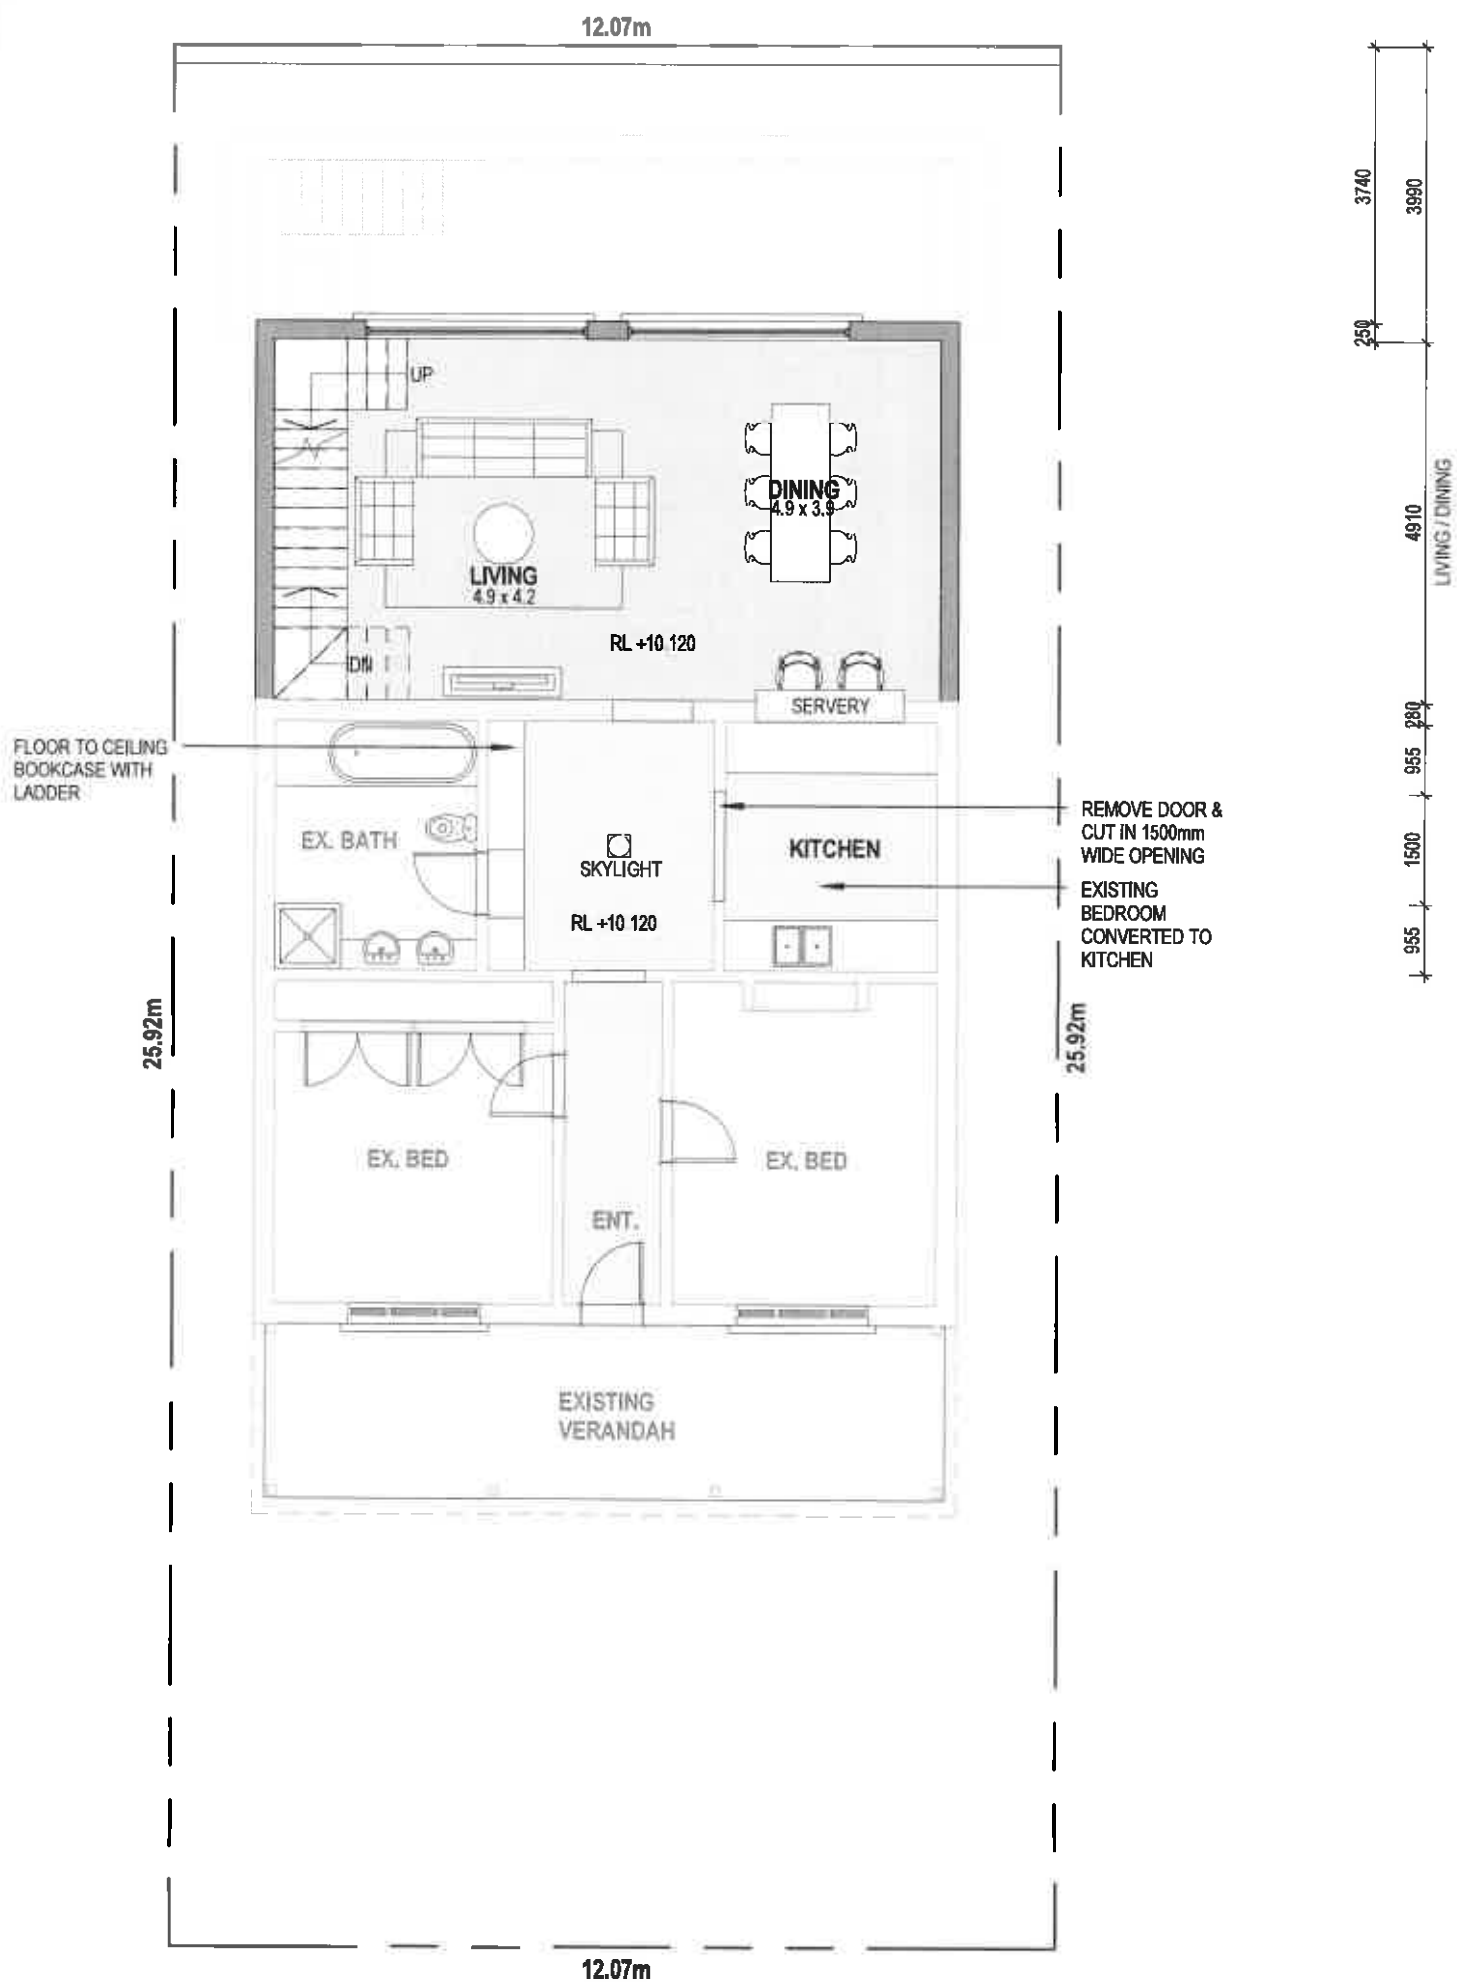 12.07m
3740
3990
250
UP
DINING
4.9 x 3.9
LIVING
4.9 x 4.2
4910
LIVING / DINING
RL +10 120
DN
SERVERY
280
FLOOR TO CEILING
BOOKCASE WITH
LADDER
955
EX. BATH
SKYLIGHT
KITCHEN
REMOVE DOOR &
CUT IN 1500mm
WIDE OPENING
1500
RL +10 120
EXISTING
BEDROOM
CONVERTED TO
KITCHEN
955
25.92m
25.92m
EX. BED
EX. BED
ENT.
EXISTING
VERANDAH
12.07m